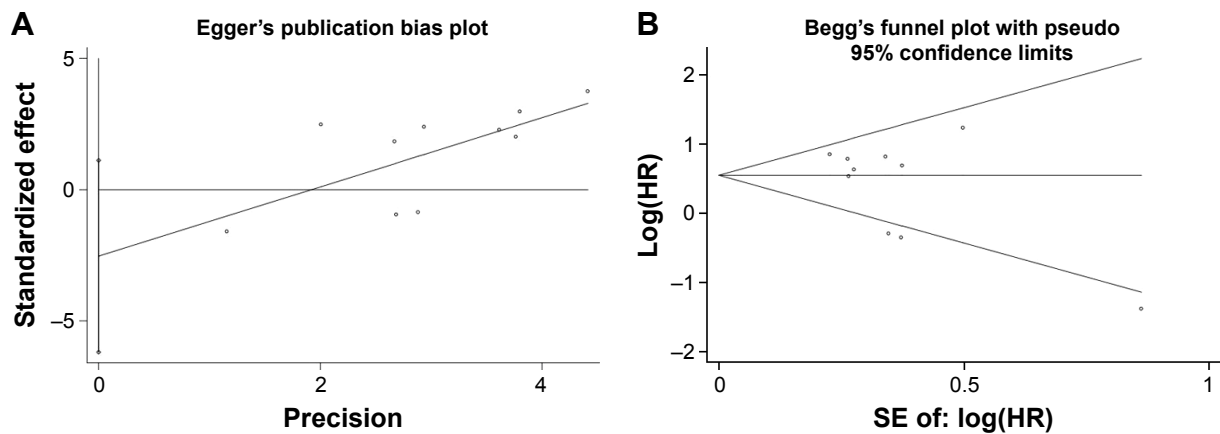 A
Egger’s publication bias plot
5
0
–5
Standardized effect
0
2
4
Precision
B
Begg’s funnel plot with pseudo
95% confidence limits
2
1
0
–1
–2
Log(HR)
0
0.5
1
SE of: log(HR)